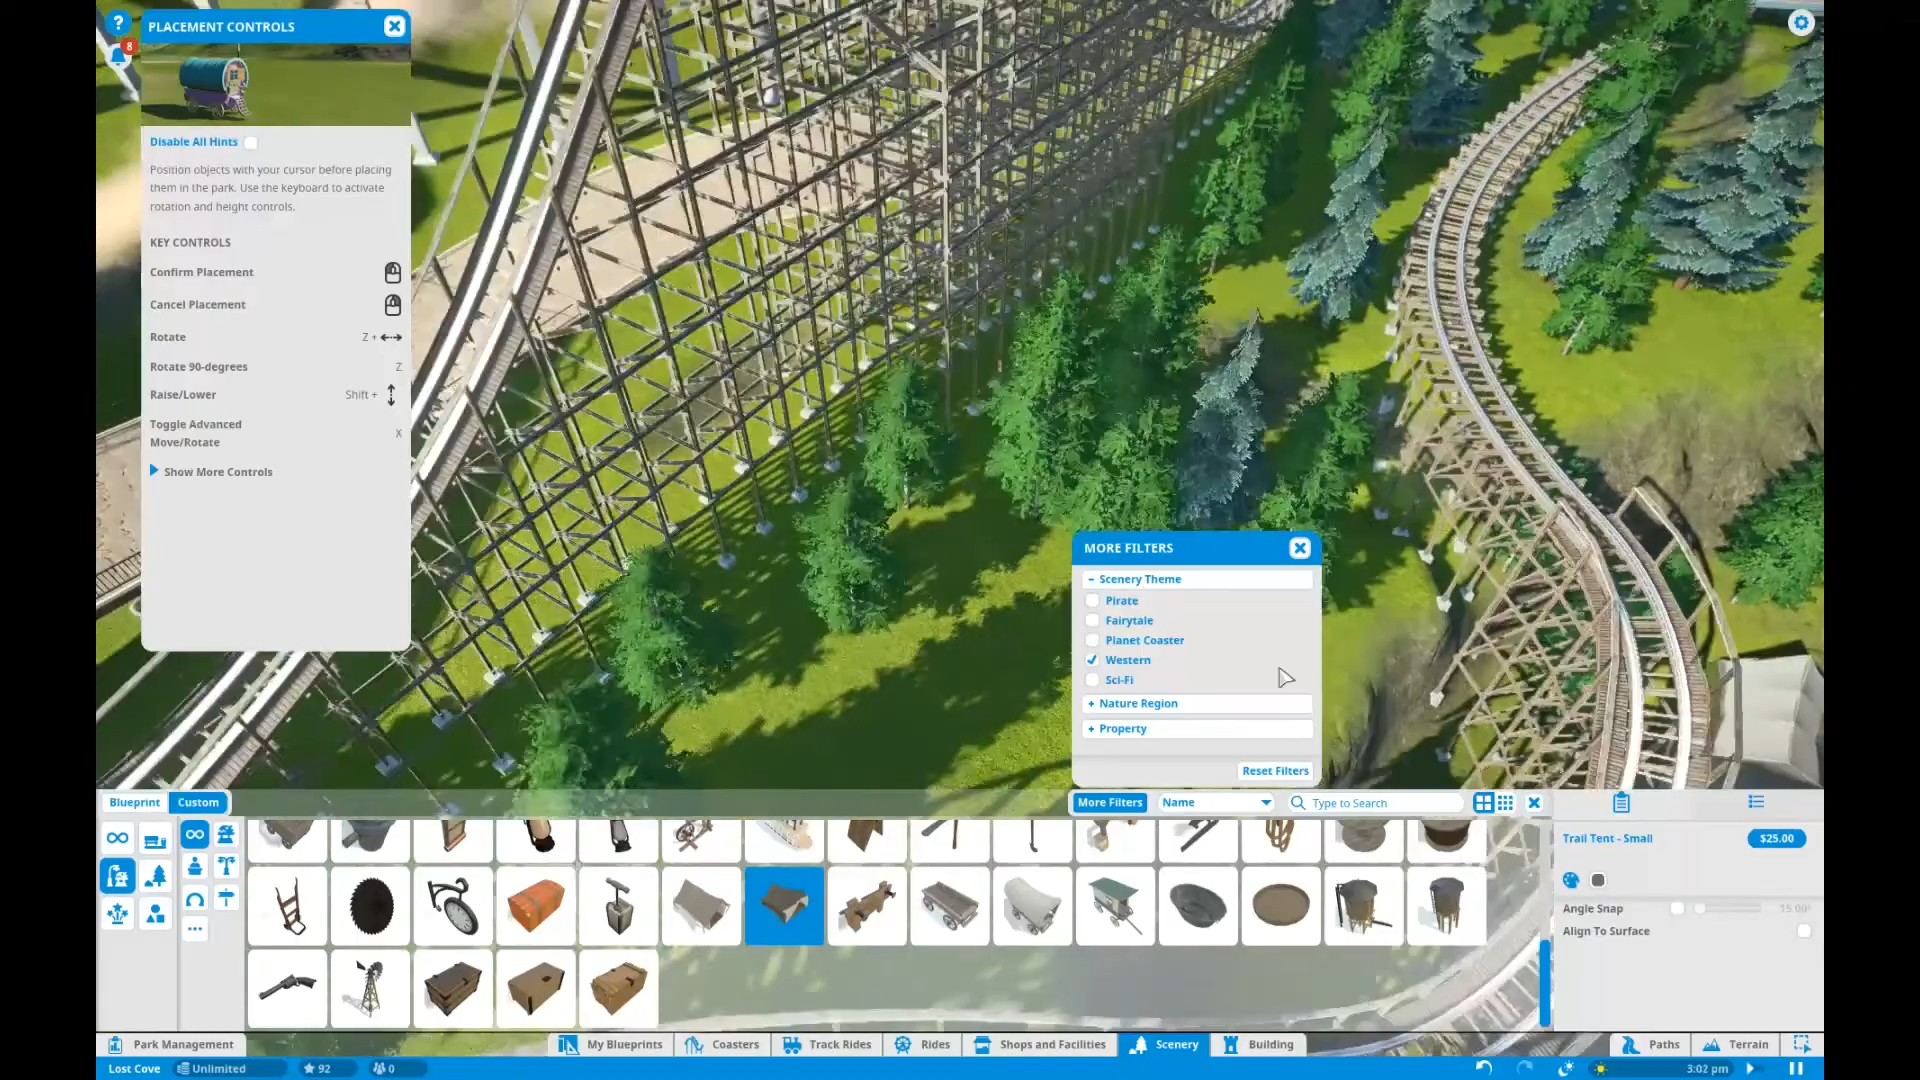 ?
8
PLACEMENT CONTROLS
Disable All Hints
Position objects with your cursor before placing
them in the park. Use the keyboard to activate
rotation and height controls.
KEY CONTROLS
Confirm Placement
Cancel Placement
Rotate Z +
Rotate 90-degrees Z
Raise/Lower Shift +
Toggle Advanced
Move/Rotate X
Show More Controls
MORE FILTERS
- Scenery Theme
Pirate
Fairytale
Planet Coaster
Western
Sci-Fi
+ Nature Region
+ Property
Reset Filters
Blueprint Custom
More Filters Name Type to Search
Trail Tent - Small $25.00
Angle Snap 15.00°
Align To Surface
Park Management My Blueprints Coasters Track Rides Rides Shops and Facilities Scenery Building Paths Terrain
Lost Cove Unlimited 92 0 3:02 pm